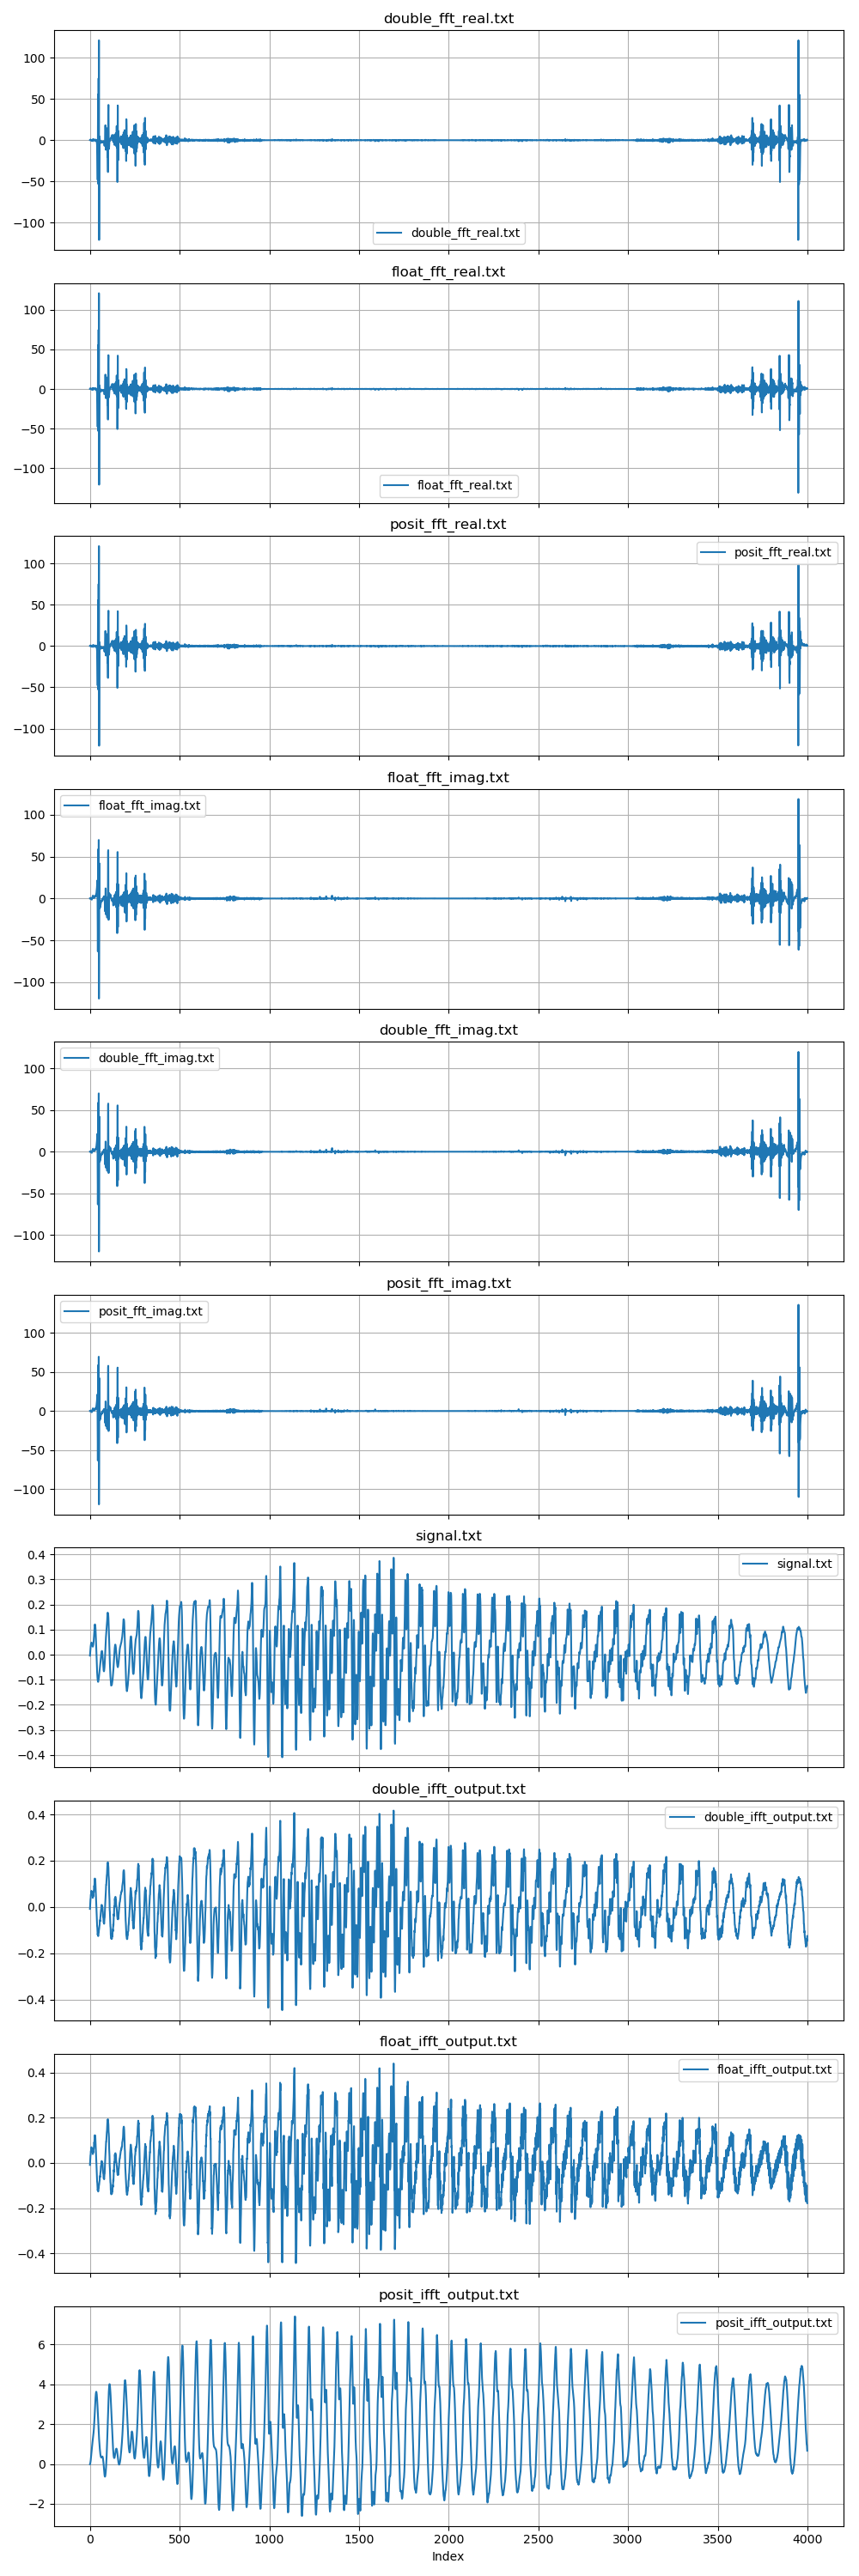 double_fft_real.txt
100
50
0
−50
−100
double_fft_real.txt
float_fft_real.txt
100
50
0
−50
−100
float_fft_real.txt
posit_fft_real.txt
100
50
0
−50
−100
posit_fft_real.txt
float_fft_imag.txt
100
50
0
−50
−100
float_fft_imag.txt
double_fft_imag.txt
100
50
0
−50
−100
double_fft_imag.txt
posit_fft_imag.txt
100
50
0
−50
−100
posit_fft_imag.txt
signal.txt
0.4
0.3
0.2
0.1
0.0
−0.1
−0.2
−0.3
−0.4
signal.txt
double_ifft_output.txt
0.4
0.2
0.0
−0.2
−0.4
double_ifft_output.txt
float_ifft_output.txt
0.4
0.2
0.0
−0.2
−0.4
float_ifft_output.txt
posit_ifft_output.txt
6
4
2
0
−2
posit_ifft_output.txt
0 500 1000 1500 2000 2500 3000 3500 4000
Index